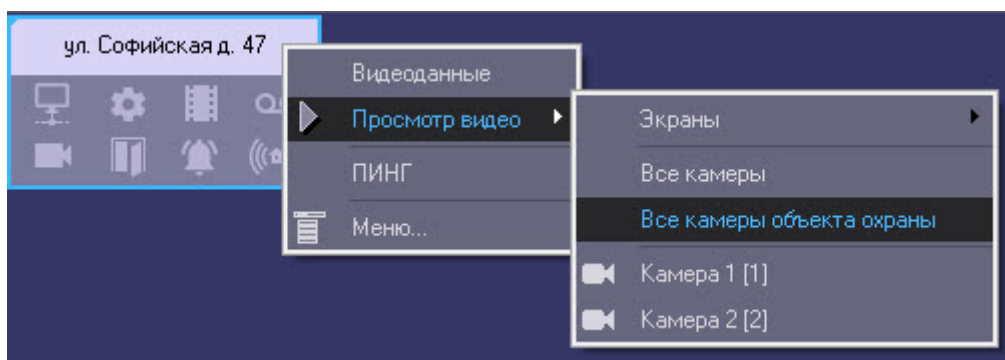 ул. Софийская д. 47
Видеоданные
Просмотр видео
ПИНГ
Меню...
Экраны
Все камеры
Все камеры объекта охраны
Камера 1 [1]
Камера 2 [2]